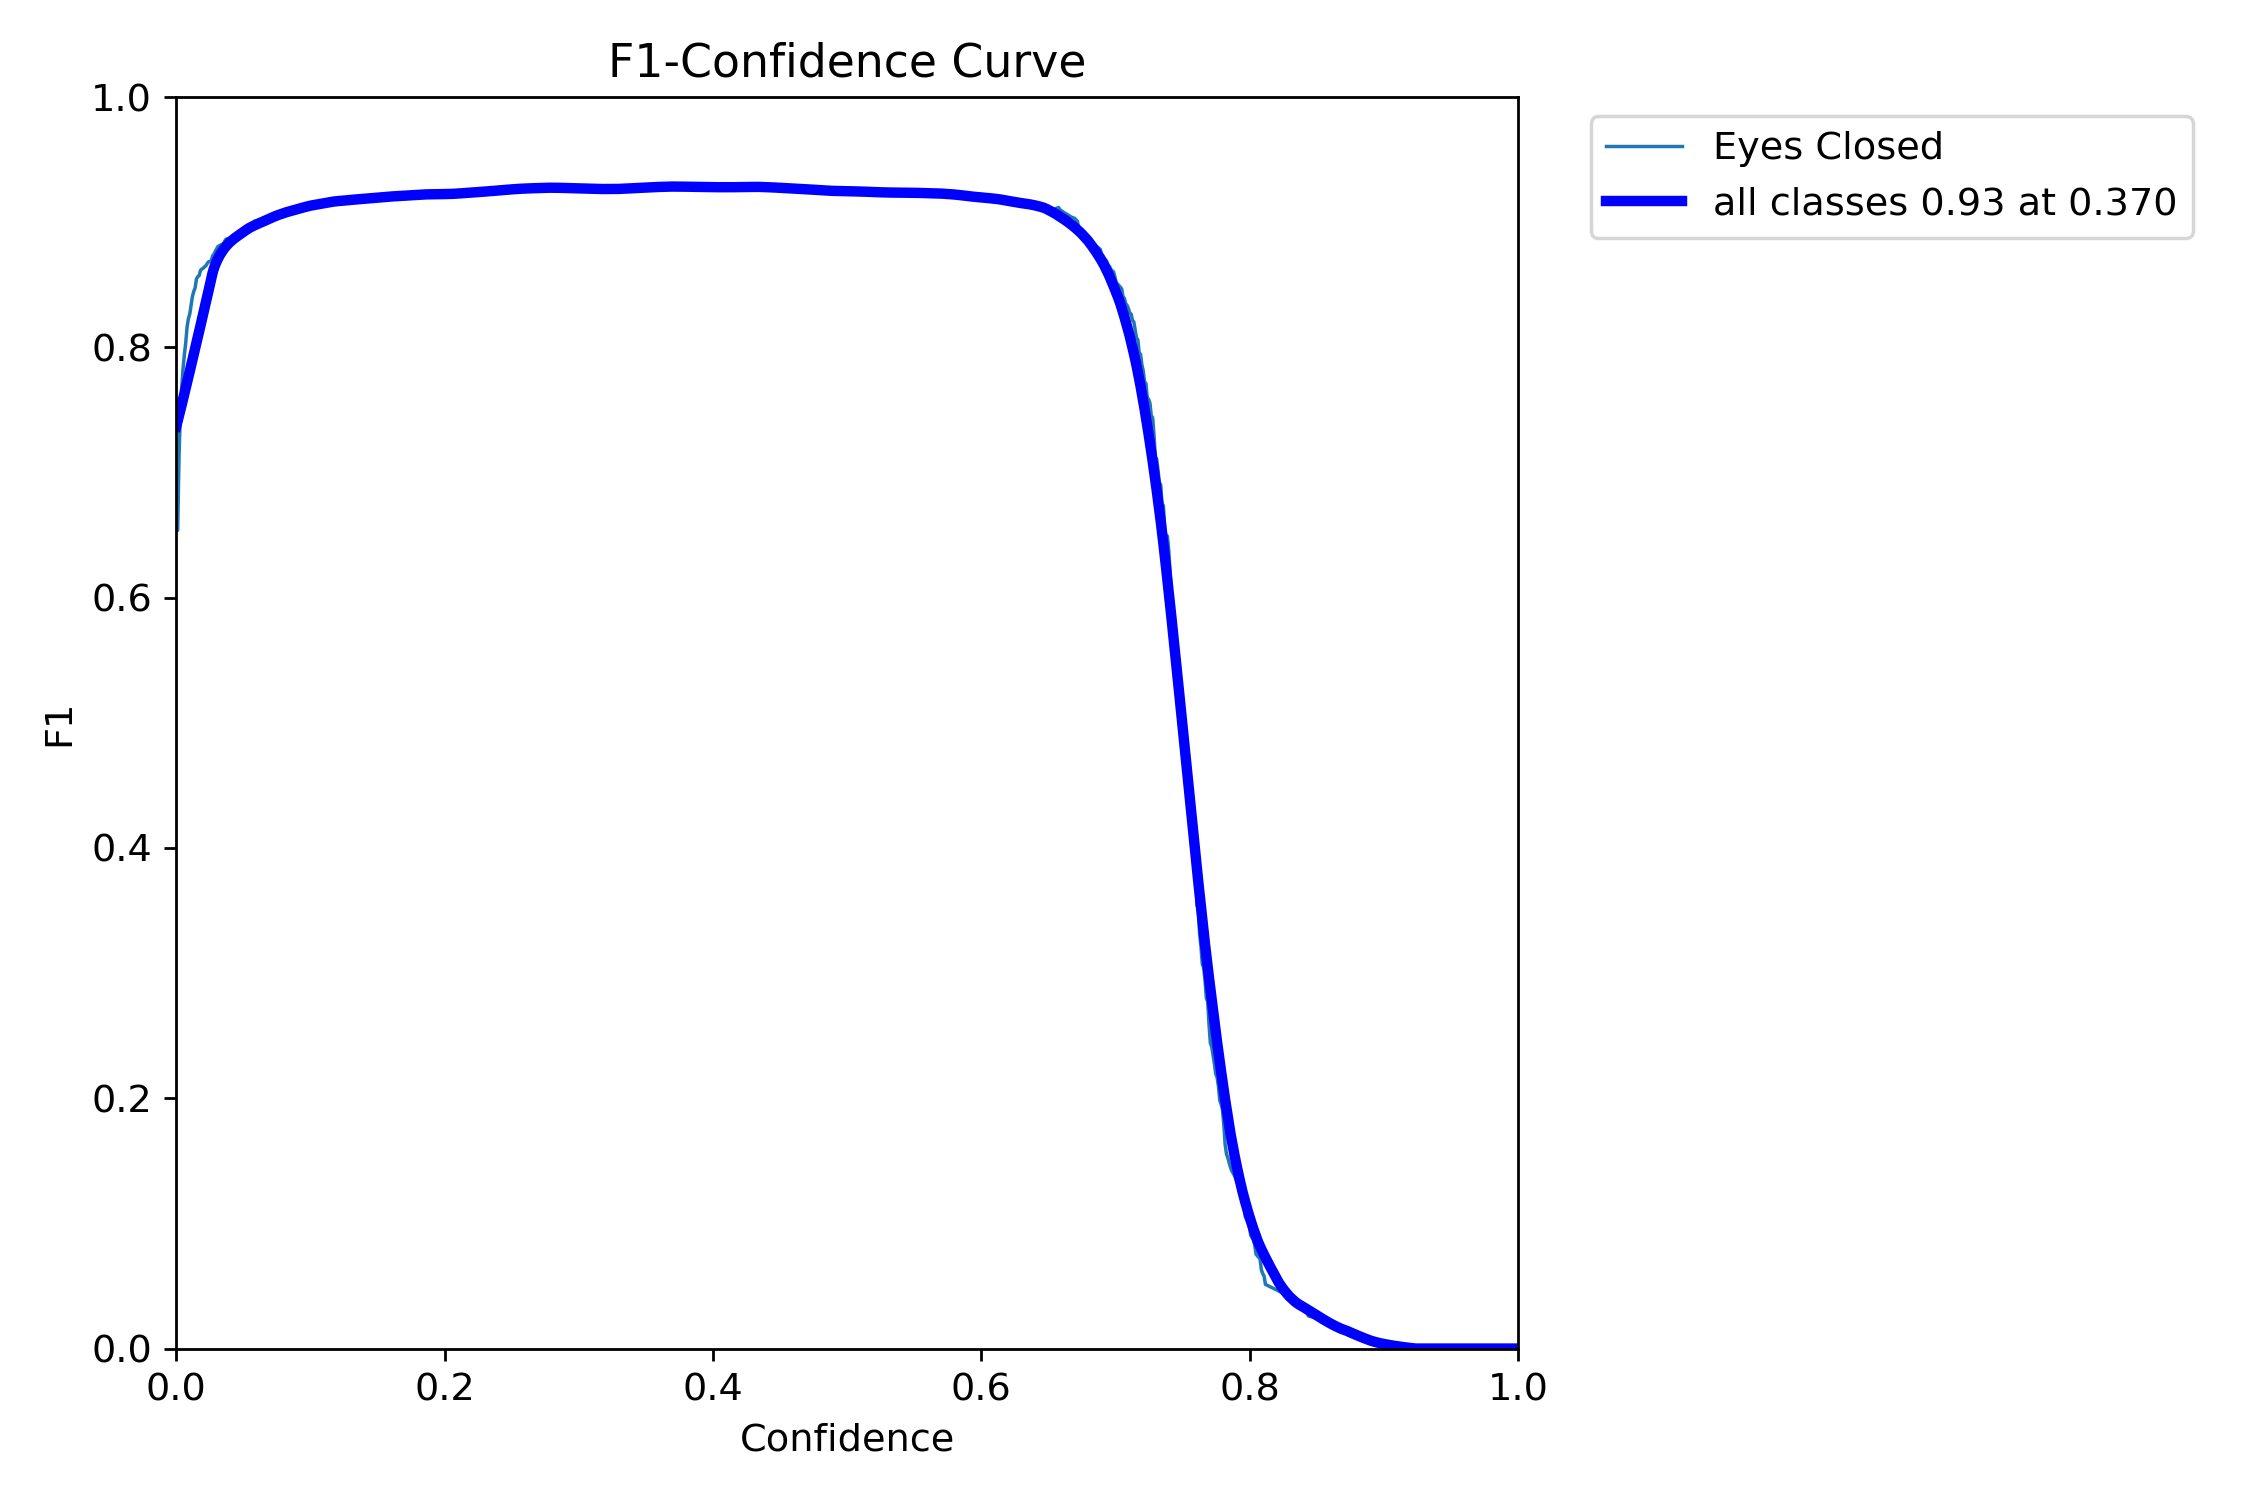 F1-Confidence Curve
Eyes Closed
all classes 0.93 at 0.370
1.0
0.8
0.6
0.4
0.2
0.0
F1
0.0 0.2 0.4 0.6 0.8 1.0
Confidence